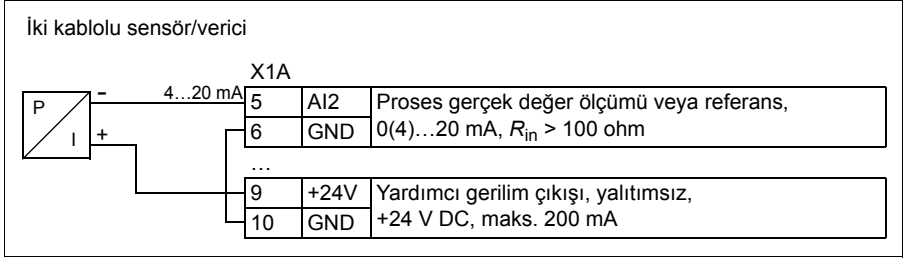 İki kablolu sensör/verici
X1A
P
I
-
+
4…20 mA
5 AI2 Proses gerçek değer ölçümü veya referans,
6 GND 0(4)…20 mA, Rin > 100 ohm
…
9 +24V Yardımcı gerilim çıkışı, yalıtımsız,
10 GND +24 V DC, maks. 200 mA